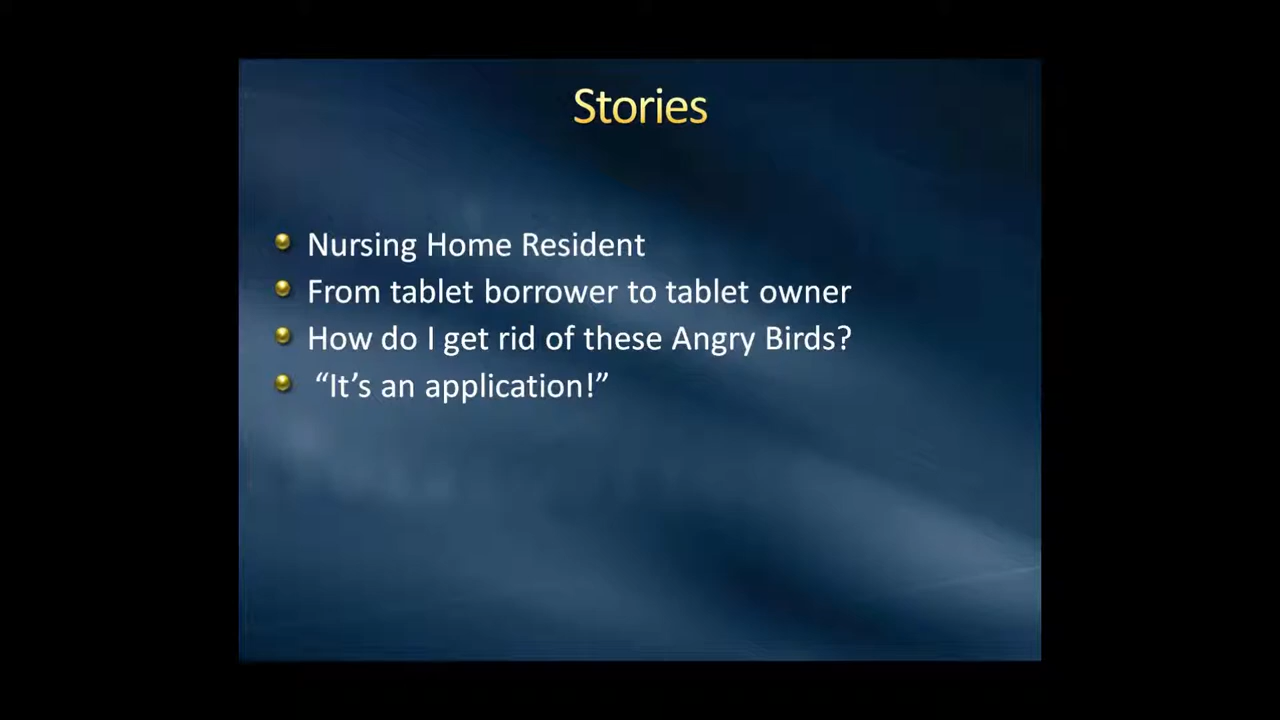 Stories
Nursing Home Resident
From tablet borrower to tablet owner
How do I get rid of these Angry Birds?
“It’s an application!”